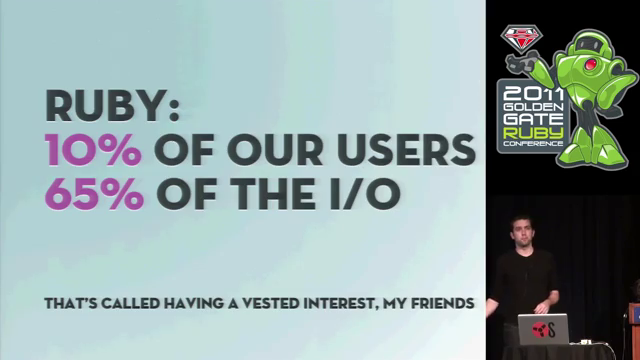 RUBY:
10% OF OUR USERS
65% OF THE I/O
THAT'S CALLED HAVING A VESTED INTEREST, MY FRIENDS
2011
GOLDEN
GATE
RUBY
CONFERENCE
S